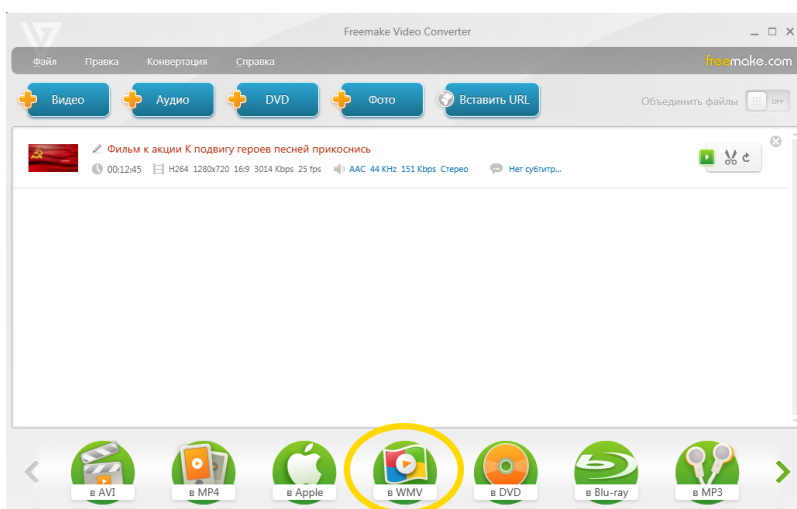 Freemake Video Converter
Файл Правка Конвертация Справка freemake.com
Видео Аудио DVD Фото Вставить URL Объединить файлы OFF
Фильм к акции К подвигу героев песней прикоснись
00:12:45 H264 1280x720 16:9 3014 Kbps 25 fps AAC 44 KHz 151 Kbps Стерео Нет субтитр...
в AVI в MP4 в Apple в WMV в DVD в Blu-ray в MP3